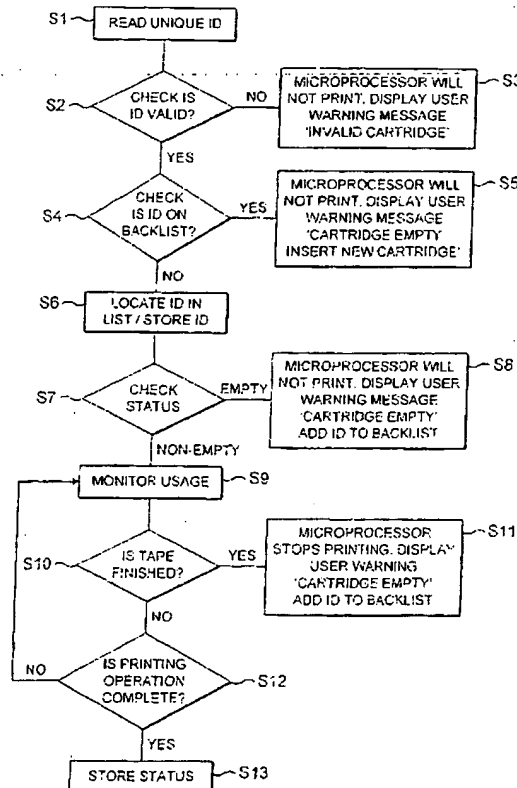 S1
READ UNIQUE ID
S2
CHECK IS
ID VALID?
NO
MICROPROCESSOR WILL
NOT PRINT. DISPLAY USER
WARNING MESSAGE
'INVALID CARTRIDGE'
S3
YES
S4
CHECK
IS ID ON
BACKLIST?
YES
MICROPROCESSOR WILL
NOT PRINT. DISPLAY USER
WARNING MESSAGE
'CARTRIDGE EMPTY
INSERT NEW CARTRIDGE'
S5
NO
S6
LOCATE ID IN
LIST / STORE ID
S7
CHECK
STATUS
EMPTY
MICROPROCESSOR WILL
NOT PRINT. DISPLAY USER
WARNING MESSAGE
'CARTRIDGE EMPTY'
ADD ID TO BACKLIST
S8
NON-EMPTY
MONITOR USAGE
S9
S10
IS TAPE
FINISHED?
YES
MICROPROCESSOR
STOPS PRINTING. DISPLAY
USER WARNING
'CARTRIDGE EMPTY'
ADD ID TO BACKLIST
S11
NO
NO
IS PRINTING
OPERATION
COMPLETE?
S12
YES
STORE STATUS
S13